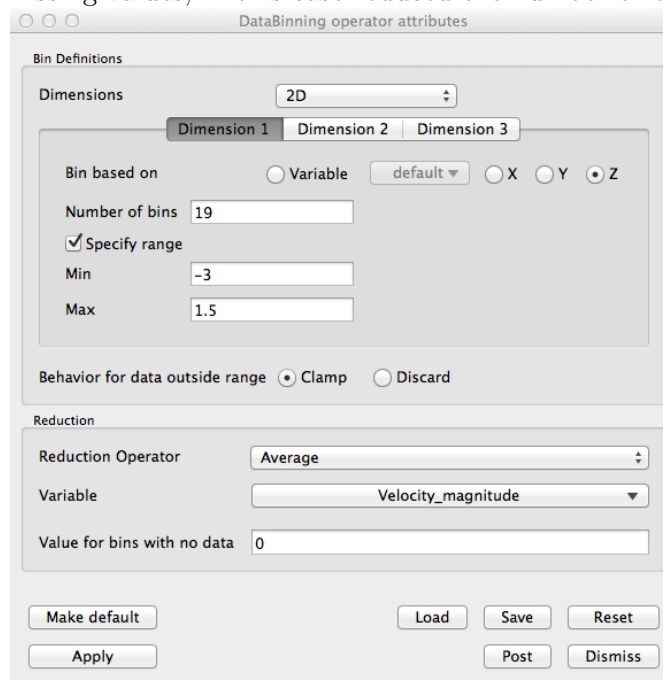 DataBinning operator attributes
Bin Definitions
Dimensions 2D
Dimension 1 Dimension 2 Dimension 3
Bin based on Variable default X Y Z
Number of bins 19
Specify range
Min -3
Max 1.5
Behavior for data outside range Clamp Discard
Reduction
Reduction Operator Average
Variable Velocity_magnitude
Value for bins with no data 0
Make default Load Save Reset
Apply Post Dismiss